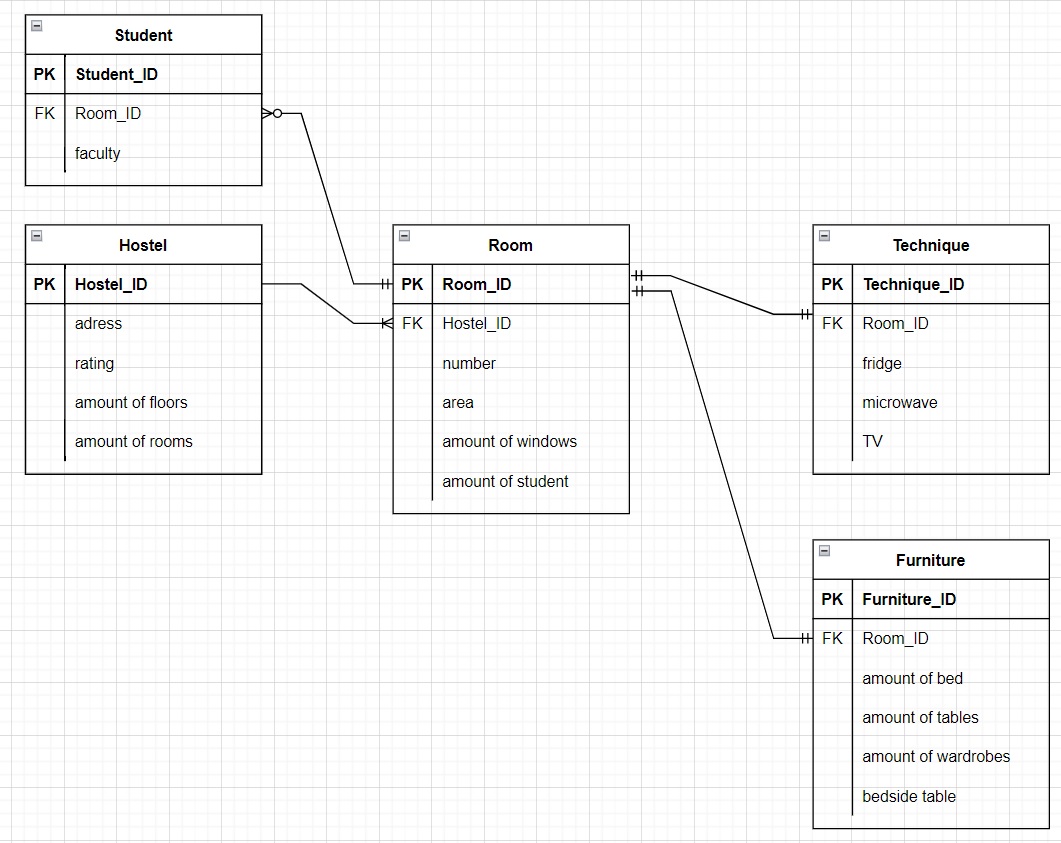 Student
PK Student_ID
FK Room_ID
faculty
Hostel
PK Hostel_ID
adress
rating
amount of floors
amount of rooms
Room
PK Room_ID
FK Hostel_ID
number
area
amount of windows
amount of student
Technique
PK Technique_ID
FK Room_ID
fridge
microwave
TV
Furniture
PK Furniture_ID
FK Room_ID
amount of bed
amount of tables
amount of wardrobes
bedside table